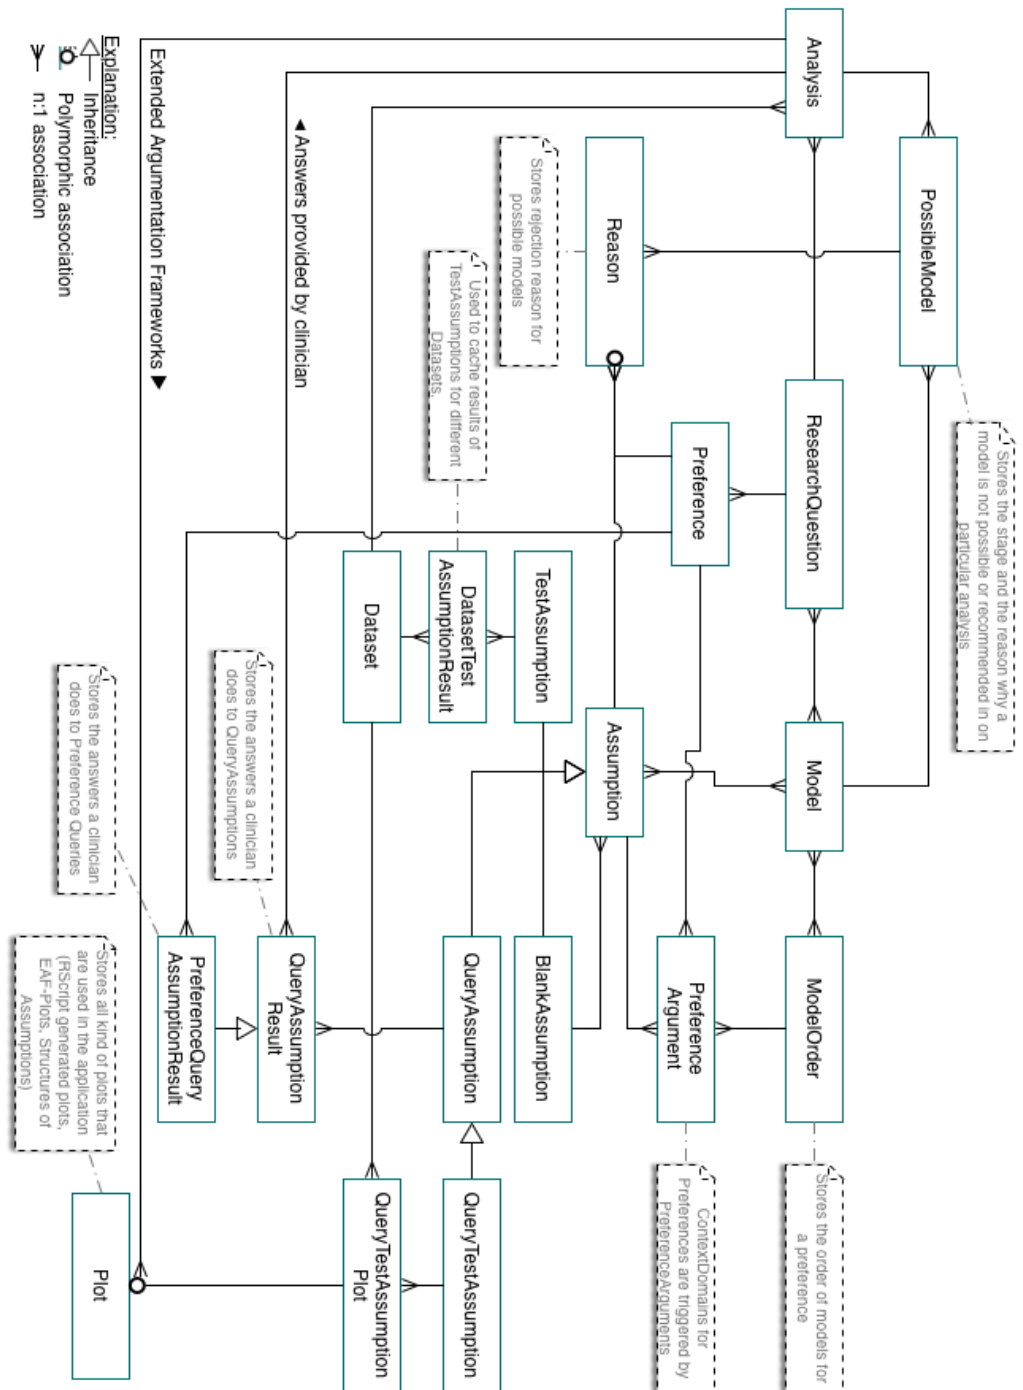 Analysis
PossibleModel
Reason
ResearchQuestion
Preference
Model
ModelOrder
Preference
Argument
Assumption
TestAssumption
BlankAssumption
DatasetTest
AssumptionResult
QueryAssumption
QueryTestAssumption
Dataset
QueryTestAssumption
Plot
QueryAssumption
Result
PreferenceQuery
AssumptionResult
Plot
Stores the stage and the reason why a
model is not possible or recommended in on
particular analysis
Stores rejection reason for
possible models
Used to cache results of
TestAssumptions for different
Datasets.
Stores the order of models for
a preference
ContextDomains for
Preferences are triggered by
PreferenceArguments
Stores the answers a clinician
does to QueryAssumptions
Stores the answers a clinician
does to Preference Queries
Stores all kind of plots that
are used in the application
(RScript generated plots,
EAF-Plots, Structures of
Assumptions)
◄ Answers provided by clinician
Extended Argumentation Frameworks ►
Explanation:
Inheritance
Polymorphic association
n:1 association